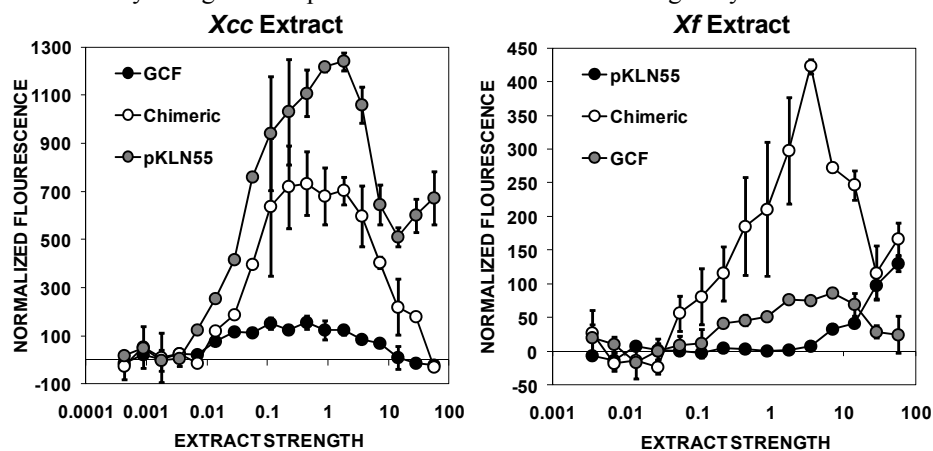 Xcc Extract
1300
1100
900
700
500
300
100
-100
NORMALIZED FLOURESCENCE
GCF
Chimeric
pKLN55
0.0001
0.001
0.01
0.1
1
10
100
EXTRACT STRENGTH
Xf Extract
450
400
350
300
250
200
150
100
50
0
-50
NORMALIZED FLOURESCENCE
pKLN55
Chimeric
GCF
0.001
0.01
0.1
1
10
100
EXTRACT STRENGTH